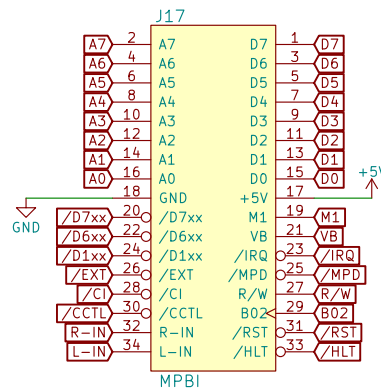 J17
A7 2 A7 D7 1 D7
A6 4 A6 D6 3 D6
A5 6 A5 D5 5 D5
A4 8 A4 D4 7 D4
A3 10 A3 D3 9 D3
A2 12 A2 D2 11 D2
A1 14 A1 D1 13 D1
A0 16 A0 D0 15 D0
+5V
18 GND +5V 17
GND
/D7xx 20 /D7xx M1 19 M1
/D6xx 22 /D6xx VB 21 VB
/D1xx 24 /D1xx /IRQ 23 /IRQ
/EXT 26 /EXT /MPD 25 /MPD
/CI 28 /CI R/W 27 R/W
/CCTL 30 /CCTL BO2 29 BO2
R-IN 32 R-IN /RST 31 /RST
L-IN 34 L-IN /HLT 33 /HLT
MPBI